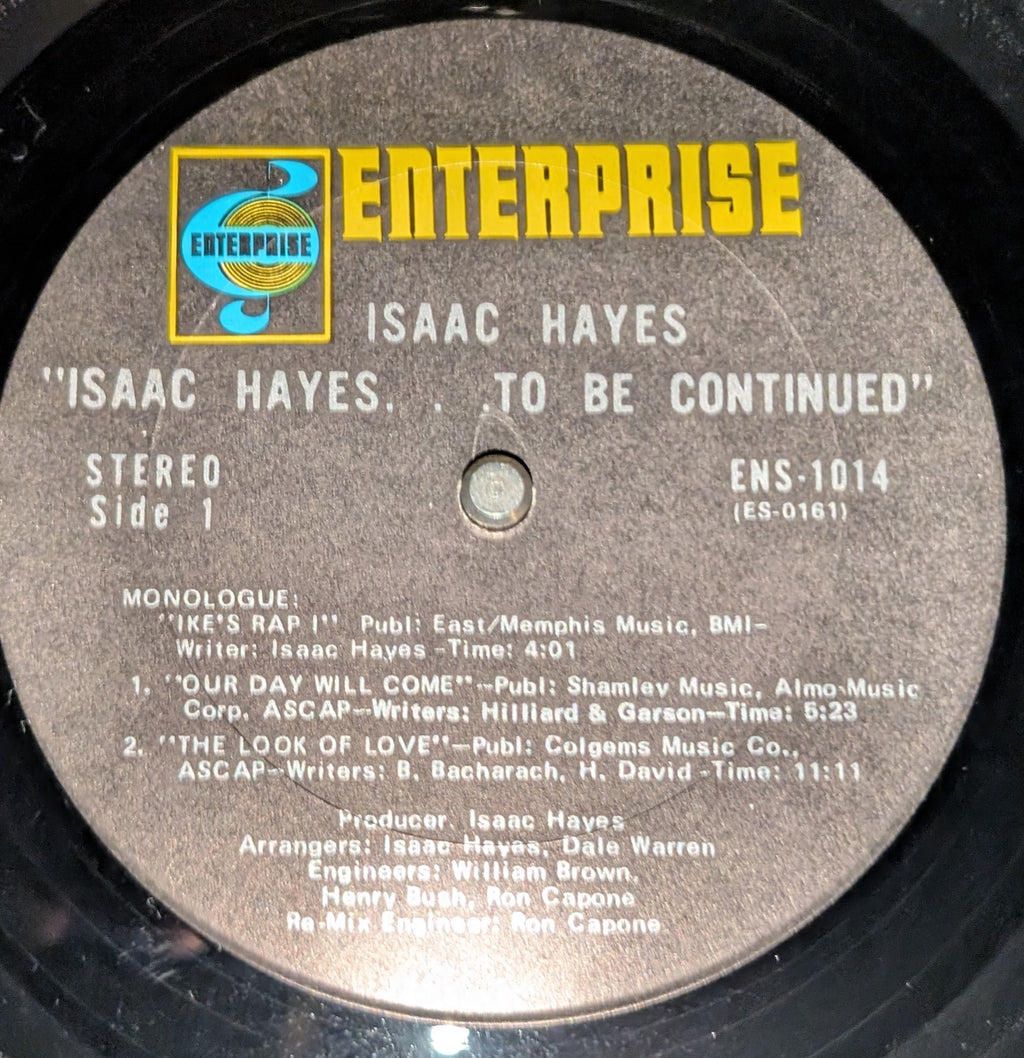 ENTERPRISE
ENTERPRISE
ISAAC HAYES
"ISAAC HAYES. . .TO BE CONTINUED"
STEREO
Side 1
ENS-1014
(ES-0161)
MONOLOGUE:
"IKE'S RAP I" Publ: East/Memphis Music, BMI-
Writer: Isaac Hayes -Time: 4:01
1. "OUR DAY WILL COME"-Publ: Shamley Music, Almo Music
Corp. ASCAP-Writers: Hilliard & Garson-Time: 5:23
2. "THE LOOK OF LOVE"-Publ: Colgems Music Co.,
ASCAP-Writers: B. Bacharach, H. David -Time: 11:11
Producer. Isaac Hayes
Arrangers: Isaac Hayes, Dale Warren
Engineers: William Brown,
Henry Bush, Ron Capone
Re-Mix Engineer: Ron Capone